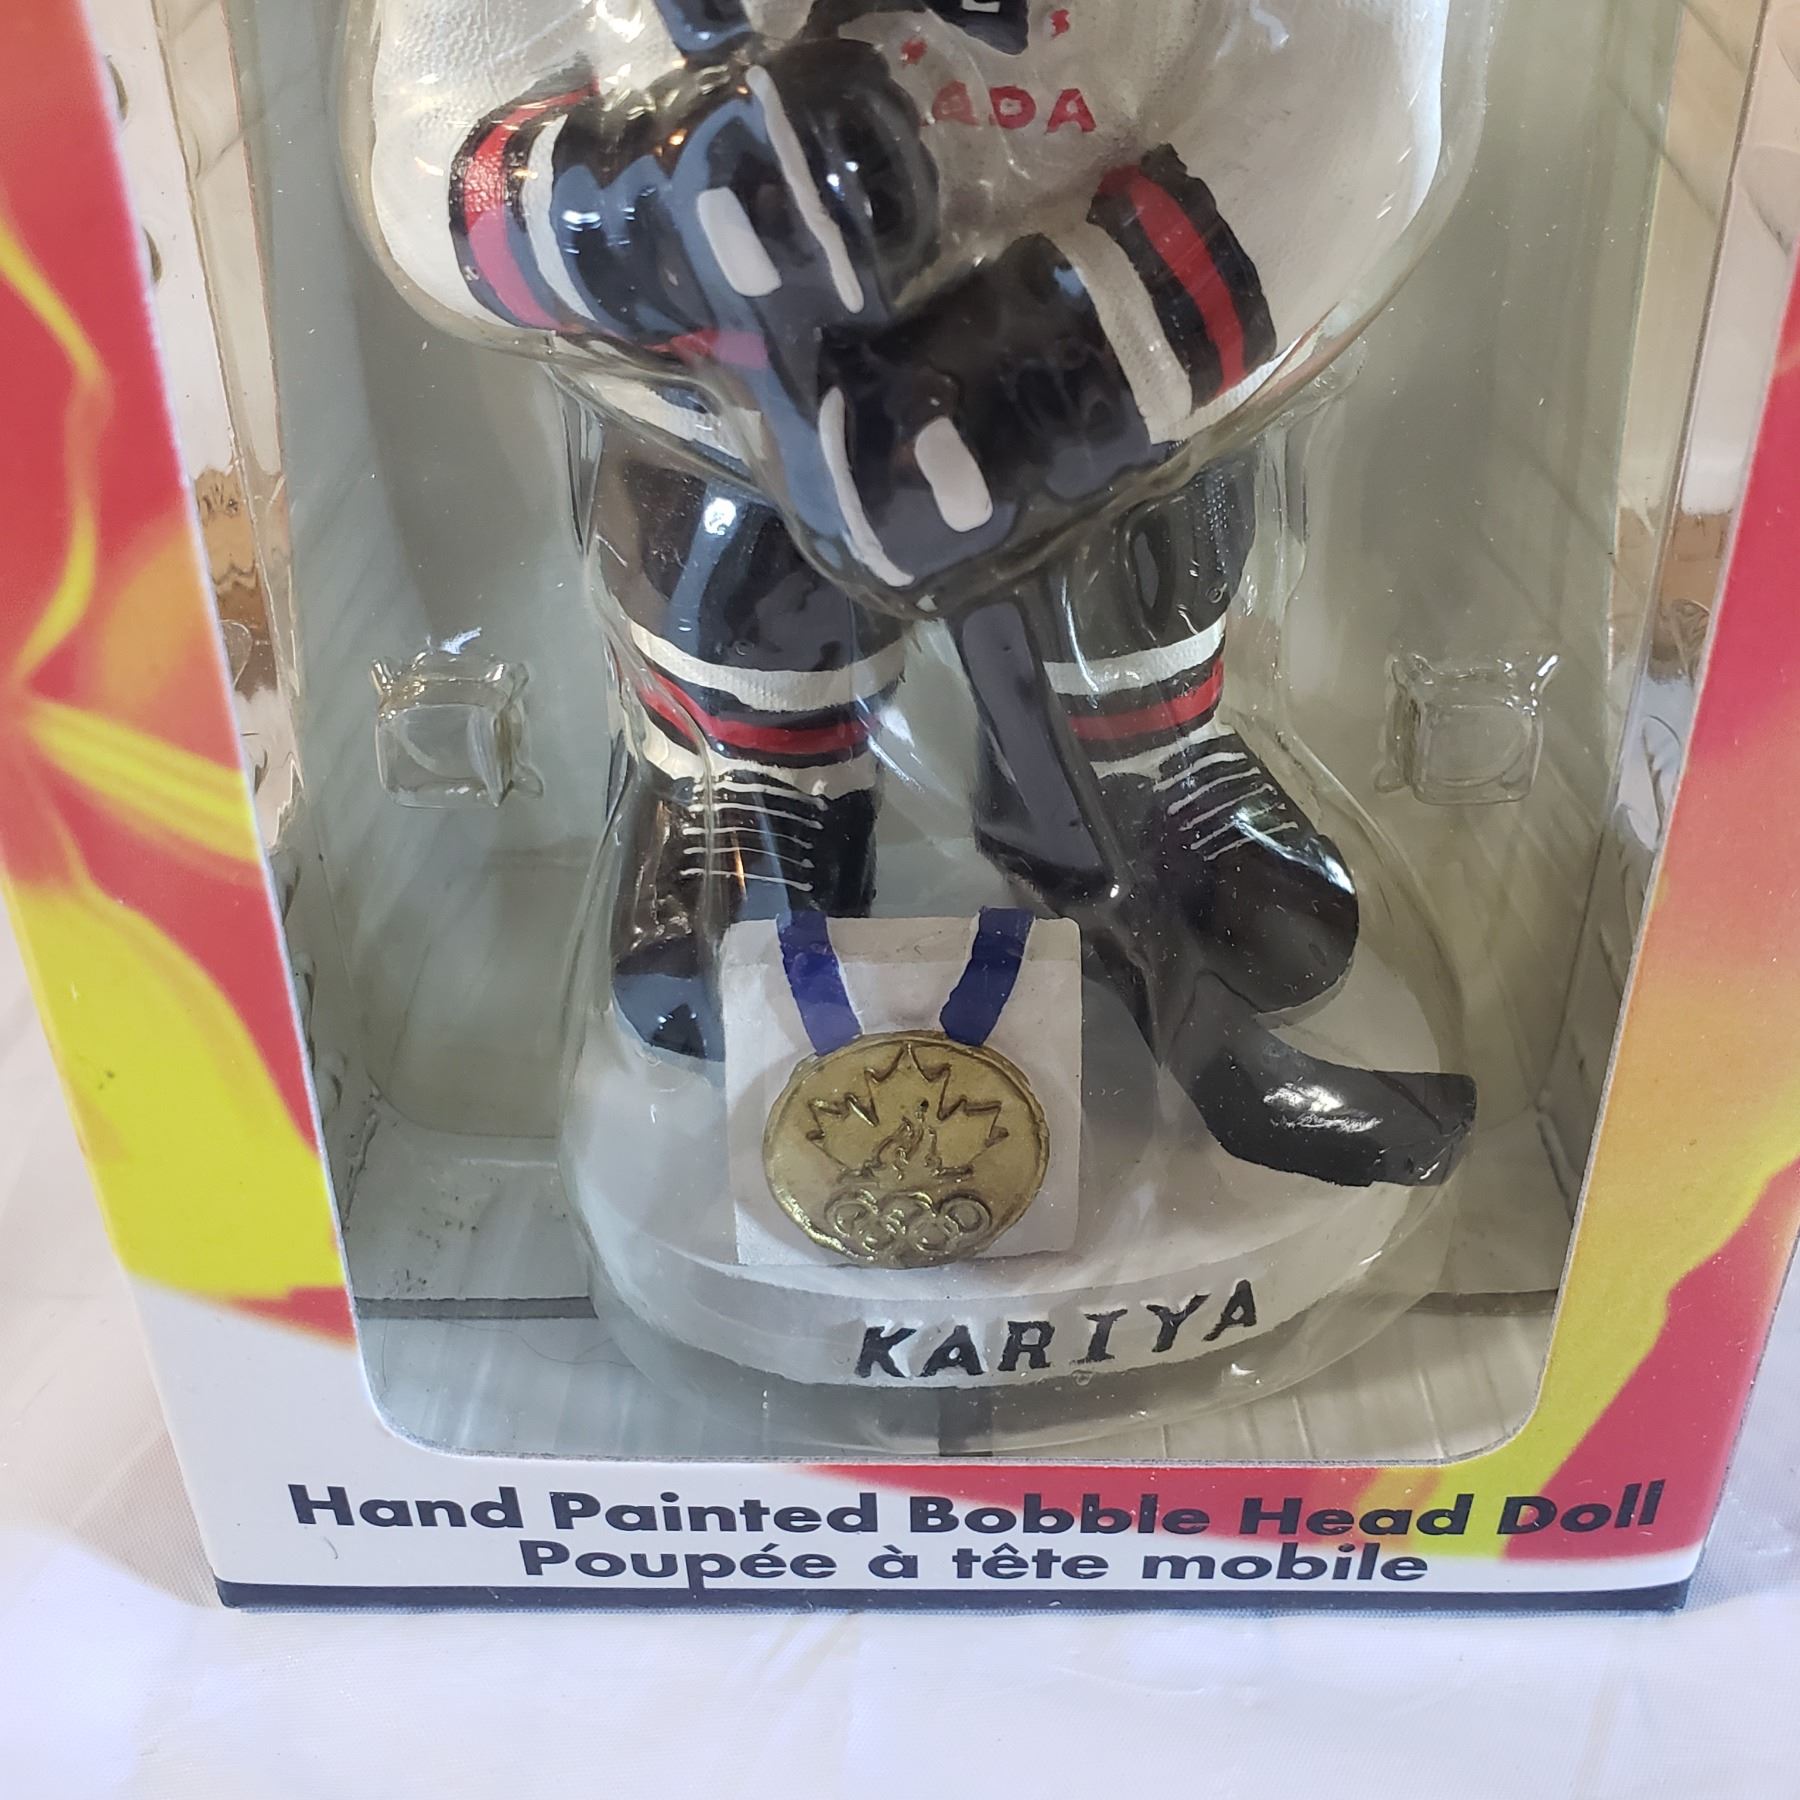 ADA
KARIYA
Hand Painted Bobble Head Doll
Poupée à tête mobile